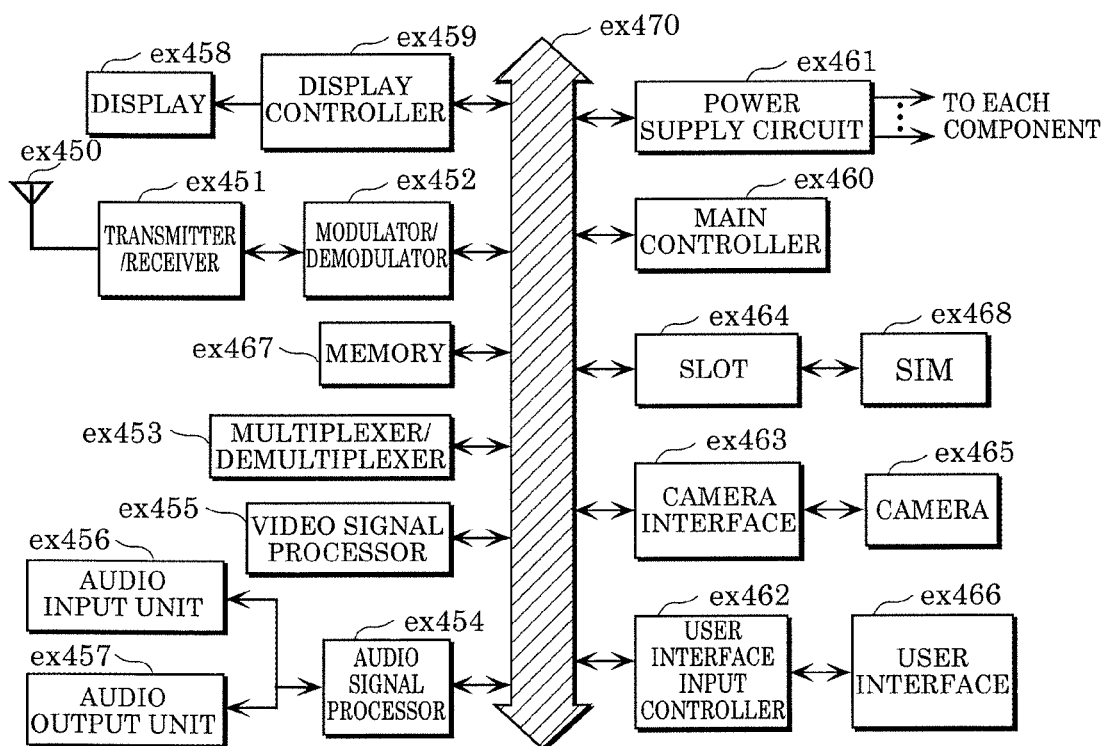 ex470
ex459
ex458
ex461
DISPLAY
DISPLAY
CONTROLLER
POWER
SUPPLY CIRCUIT
TO EACH
COMPONENT
ex450
ex451
ex452
ex460
TRANSMITTER
/RECEIVER
MODULATOR/
DEMODULATOR
MAIN
CONTROLLER
ex467
MEMORY
ex464
ex468
SLOT
SIM
ex453
MULTIPLEXER/
DEMULTIPLEXER
ex463
ex465
CAMERA
INTERFACE
CAMERA
ex455
VIDEO SIGNAL
PROCESSOR
ex456
AUDIO
INPUT UNIT
ex454
ex462
ex466
ex457
AUDIO
OUTPUT UNIT
AUDIO
SIGNAL
PROCESSOR
USER
INTERFACE
INPUT
CONTROLLER
USER
INTERFACE